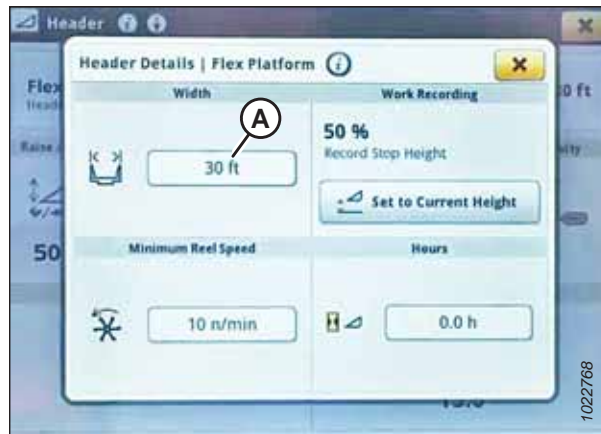 Header
Header Details | Flex Platform
Flex
0 ft
Width
Work Recording
A
50 %
Record Stop Height
30 ft
Set to Current Height
50
Minimum Reel Speed
Hours
10 n/min
0.0 h
1022768